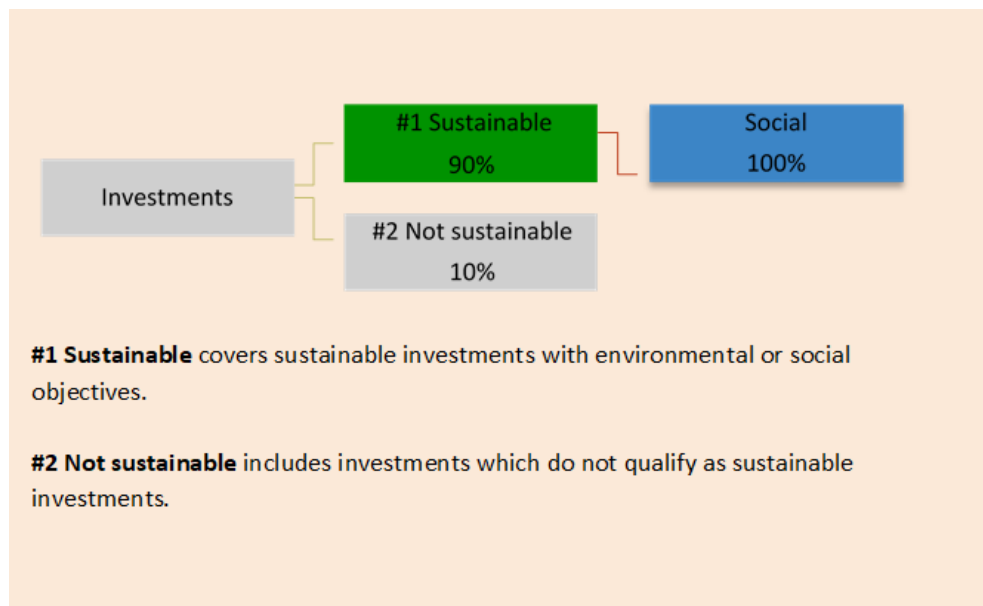 #1 Sustainable
90%
Social
100%
Investments
#2 Not sustainable
10%
#1 Sustainable covers sustainable investments with environmental or social
objectives.
#2 Not sustainable includes investments which do not qualify as sustainable
investments.